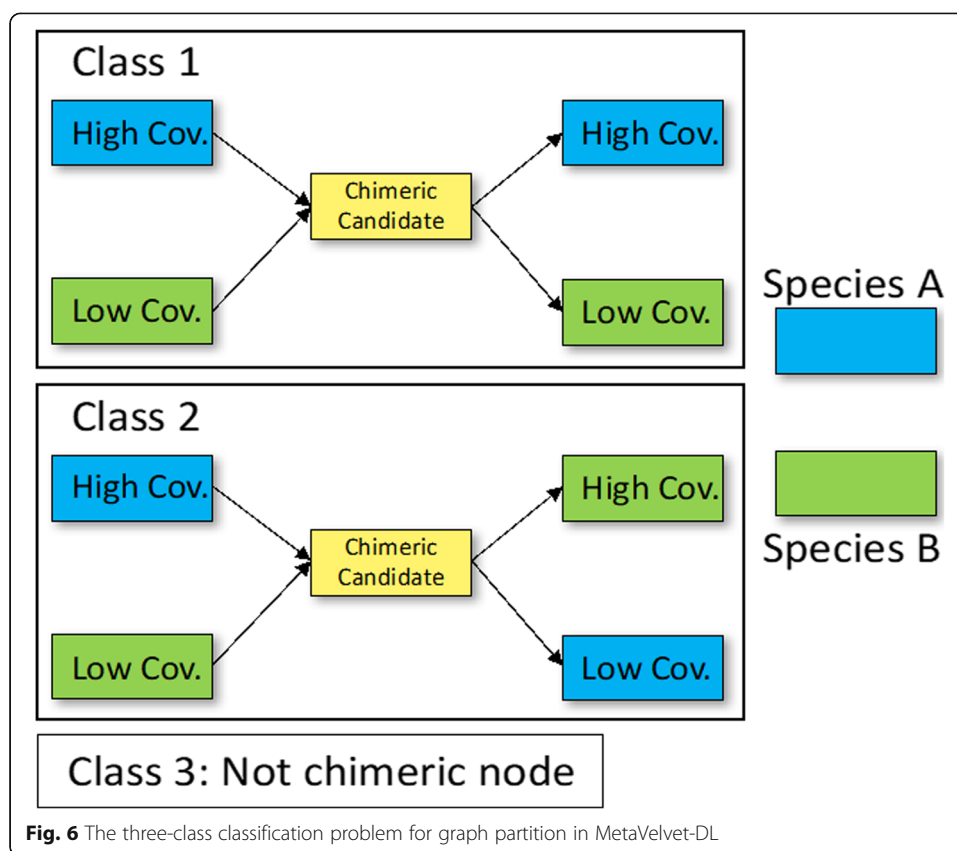 Class 1
High Cov.
High Cov.
Chimeric
Candidate
Low Cov.
Low Cov.
Species A
Class 2
High Cov.
High Cov.
Chimeric
Candidate
Low Cov.
Low Cov.
Species B
Class 3: Not chimeric node
Fig. 6 The three-class classification problem for graph partition in MetaVelvet-DL